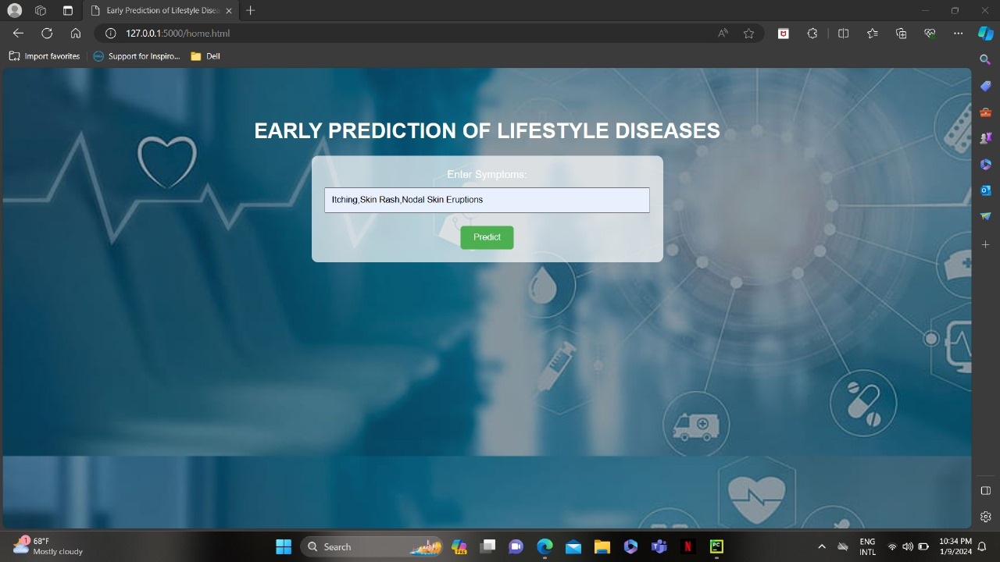 Early Prediction of Lifestyle Disea
127.0.0.1:5000/home.html
Import favorites
Support for Inspiro...
Dell
EARLY PREDICTION OF LIFESTYLE DISEASES
Enter Symptoms:
Itching,Skin Rash,Nodal Skin Eruptions
Predict
1
68°F
Mostly cloudy
Search
PRE
N
PC
ENG
INTL
10:34 PM
1/9/2024